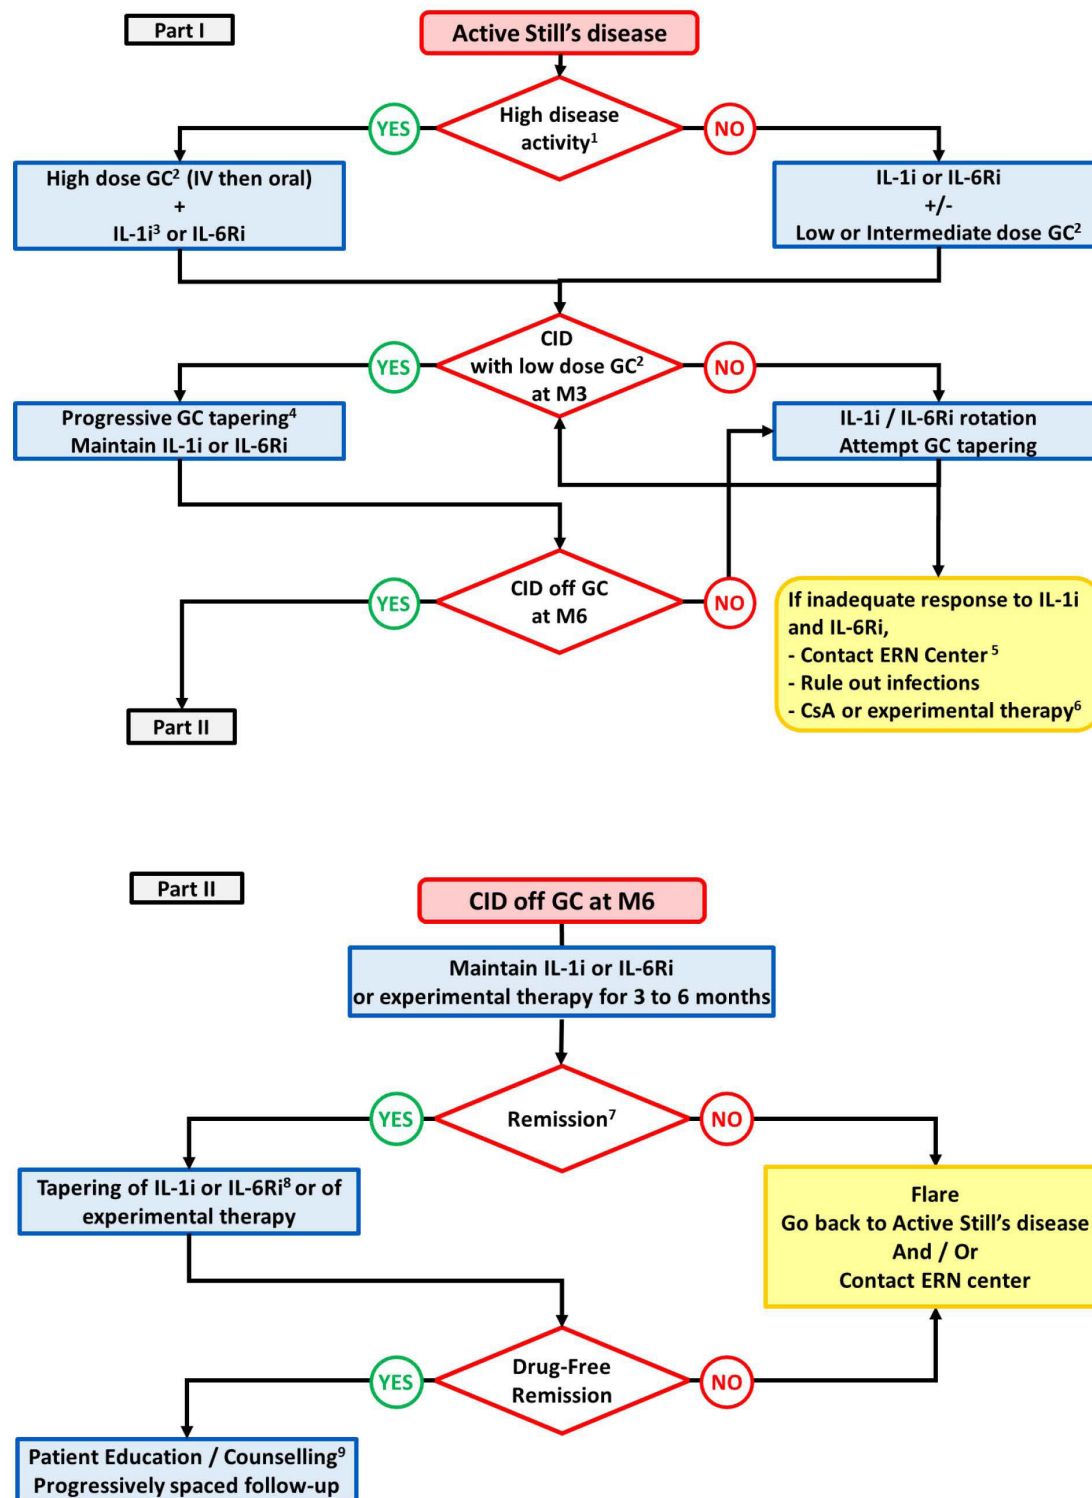 Part I
Active Still’s disease
High disease
activity¹
YES
NO
High dose GC² (IV then oral)
+
IL-1i³ or IL-6Ri
IL-1i or IL-6Ri
+/-
Low or Intermediate dose GC²
CID
with low dose GC²
at M3
YES
NO
Progressive GC tapering⁴
Maintain IL-1i or IL-6Ri
IL-1i / IL-6Ri rotation
Attempt GC tapering
CID off GC
at M6
YES
NO
If inadequate response to IL-1i
and IL-6Ri,
- Contact ERN Center ⁵
- Rule out infections
- CsA or experimental therapy⁶
Part II
Part II
CID off GC at M6
Maintain IL-1i or IL-6Ri
or experimental therapy for 3 to 6 months
Remission⁷
YES
NO
Tapering of IL-1i or IL-6Ri⁸ or of
experimental therapy
Flare
Go back to Active Still’s disease
And / Or
Contact ERN center
Drug-Free
Remission
YES
NO
Patient Education / Counselling⁹
Progressively spaced follow-up